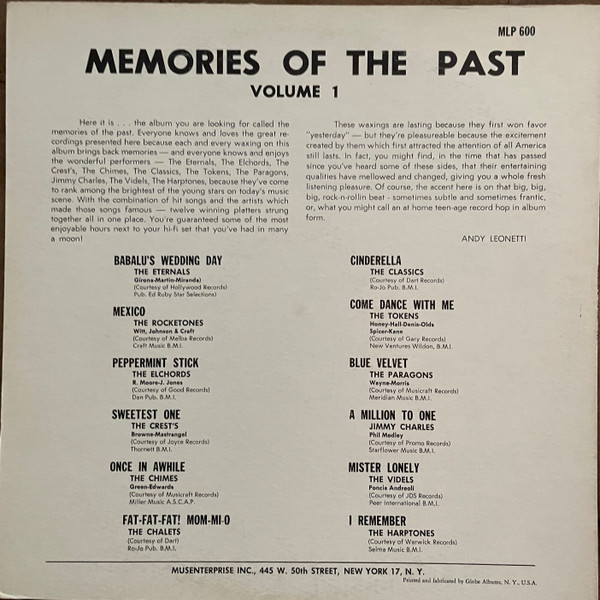 MLP 600
MEMORIES OF THE PAST
VOLUME 1
Here it is . . . the album you are looking for called the
memories of the past. Everyone knows and loves the great re-
cordings presented here because each and every waxing on this
album brings back memories — and everyone knows and enjoys
the wonderful performers — The Eternals, The Elchords, The
Crest's, The Chimes, The Classics, The Tokens, The Paragons,
Jimmy Charles, The Videls, The Harptones, because they've come
to rank among the brightest of the young stars on today's music
scene. With the combination of hit songs and the artists which
made those songs famous — twelve winning platters strung
together all in one place. You're guaranteed some of the most
enjoyable hours next to your hi-fi set that you've had in many
a moon!
These waxings are lasting because they first won favor
"yesterday" — but they're pleasureable because the excitement
created by them which first attracted the attention of all America
still lasts. In fact, you might find, in the time that has passed
since you've heard some of these sides, that their entertaining
qualities have mellowed and changed, giving you a whole fresh
listening pleasure. Of course, the accent here is on that big, big,
big, rock-n-rollin beat - sometimes subtle and sometimes frantic,
or, what you might call an at home teen-age record hop in album
form.
ANDY LEONETTI
BABALU'S WEDDING DAY
THE ETERNALS
Girona-Martin-Miranda)
(Courtesy of Hollywood Records)
Pub. Ed Ruby Star Selections)
MEXICO
THE ROCKETONES
Witt, Johnson & Craft
(Courtesy of Melba Records)
Craft Music B.M.I.
PEPPERMINT STICK
THE ELCHORDS
R. Moore-J. Jones
(Courtesy of Good Records)
Dan Pub. B.M.I.
SWEETEST ONE
THE CREST'S
Browne-Mastrangel
(Courtesy of Joyce Records)
Thornett B.M.I.
ONCE IN AWHILE
THE CHIMES
Green-Edwards
(Courtesy of Musicraft Records)
Miller Music A.S.C.A.P.
FAT-FAT-FAT! MOM-MI-O
THE CHALETS
(Courtesy of Dart)
Ro-Jo Pub. B.M.I.
CINDERELLA
THE CLASSICS
(Courtesy of Dart Records)
Ro-Jo Pub. B.M.I.
COME DANCE WITH ME
THE TOKENS
Honey-Hall-Denis-Olds
Spicer-Kane
(Courtesy of Gary Records)
New Ventures Wildon, B.M.I.
BLUE VELVET
THE PARAGONS
Wayne-Morris
(Courtesy of Musicraft Records)
Meridian Music B.M.I.
A MILLION TO ONE
JIMMY CHARLES
Phil Medley
(Courtesy of Promo Records)
Starflower Music B.M.I.
MISTER LONELY
THE VIDELS
Poncia Andreoli
(Courtesy of JDS Records)
Peer International B.M.I.
I REMEMBER
THE HARPTONES
(Courtesy of Warwick Records)
Selma Music B.M.I.
MUSENTERPRISE INC., 445 W. 50th STREET, NEW YORK 17, N. Y.
Printed and fabricated by Globe Albums, N. Y., U.S.A.